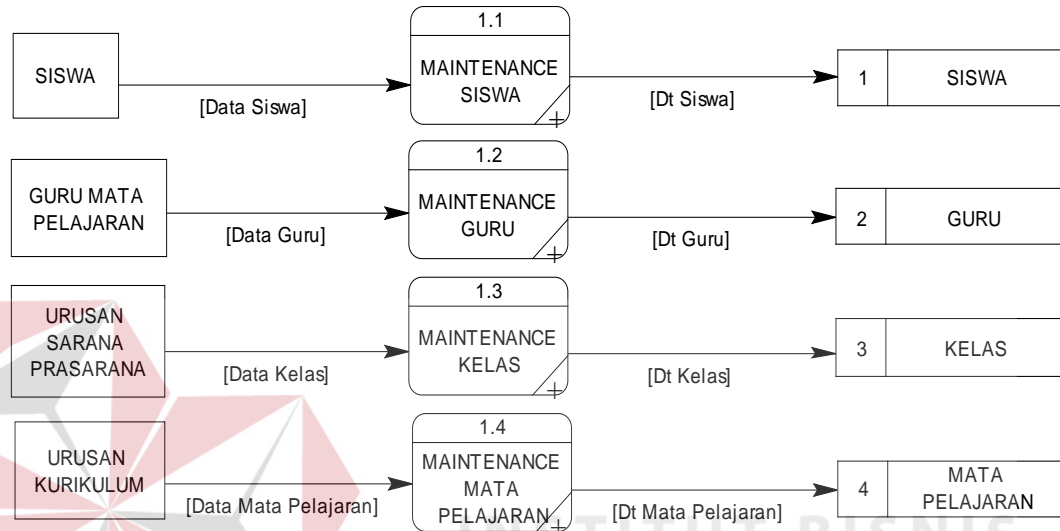 1.1
SISWA
MAINTENANCE
SISWA
1
SISWA
[Data Siswa]
[Dt Siswa]
1.2
GURU MATA
PELAJARAN
MAINTENANCE
GURU
2
GURU
[Data Guru]
[Dt Guru]
1.3
URUSAN
SARANA
PRASARANA
MAINTENANCE
KELAS
3
KELAS
[Data Kelas]
[Dt Kelas]
1.4
URUSAN
KURIKULUM
MAINTENANCE
MATA
PELAJARAN
4
MATA
PELAJARAN
[Data Mata Pelajaran]
[Dt Mata Pelajaran]